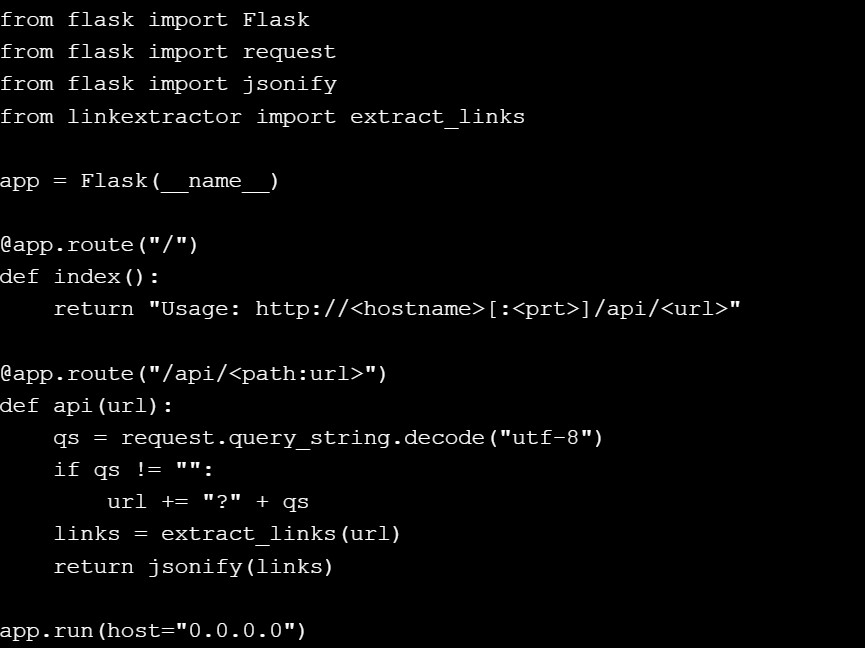 from flask import Flask
from flask import request
from flask import jsonify
from linkextractor import extract_links

app = Flask(__name__)

@app.route("/")
def index():
    return "Usage: http://<hostname>[:<prt>]/api/<url>"

@app.route("/api/<path:url>")
def api(url):
    qs = request.query_string.decode("utf-8")
    if qs != "":
        url += "?" + qs
    links = extract_links(url)
    return jsonify(links)

app.run(host="0.0.0.0")